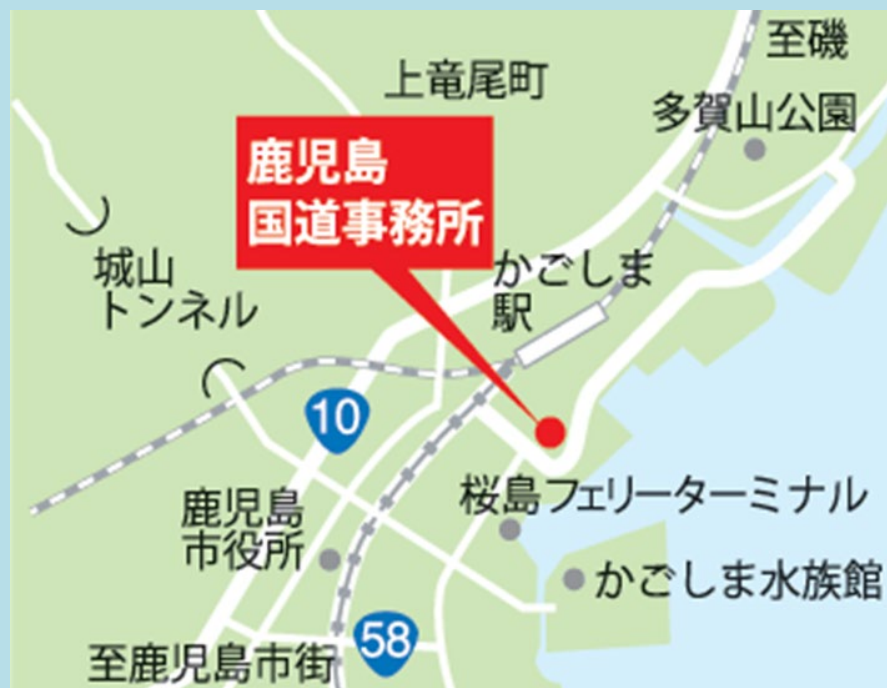 至磯
上竜尾町
多賀山公園
鹿児島
国道事務所
かごしま
駅
城山
トンネル
10
桜島フェリーターミナル
鹿児島
市役所
かごしま水族館
58
至鹿児島市街